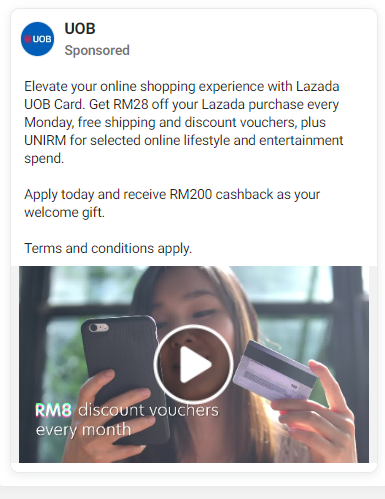 UOB
UOB
Sponsored
Elevate your online shopping experience with Lazada
UOB Card. Get RM28 off your Lazada purchase every
Monday, free shipping and discount vouchers, plus
UNIRM for selected online lifestyle and entertainment
spend.
Apply today and receive RM200 cashback as your
welcome gift.
Terms and conditions apply.
RM8 discount vouchers
every month